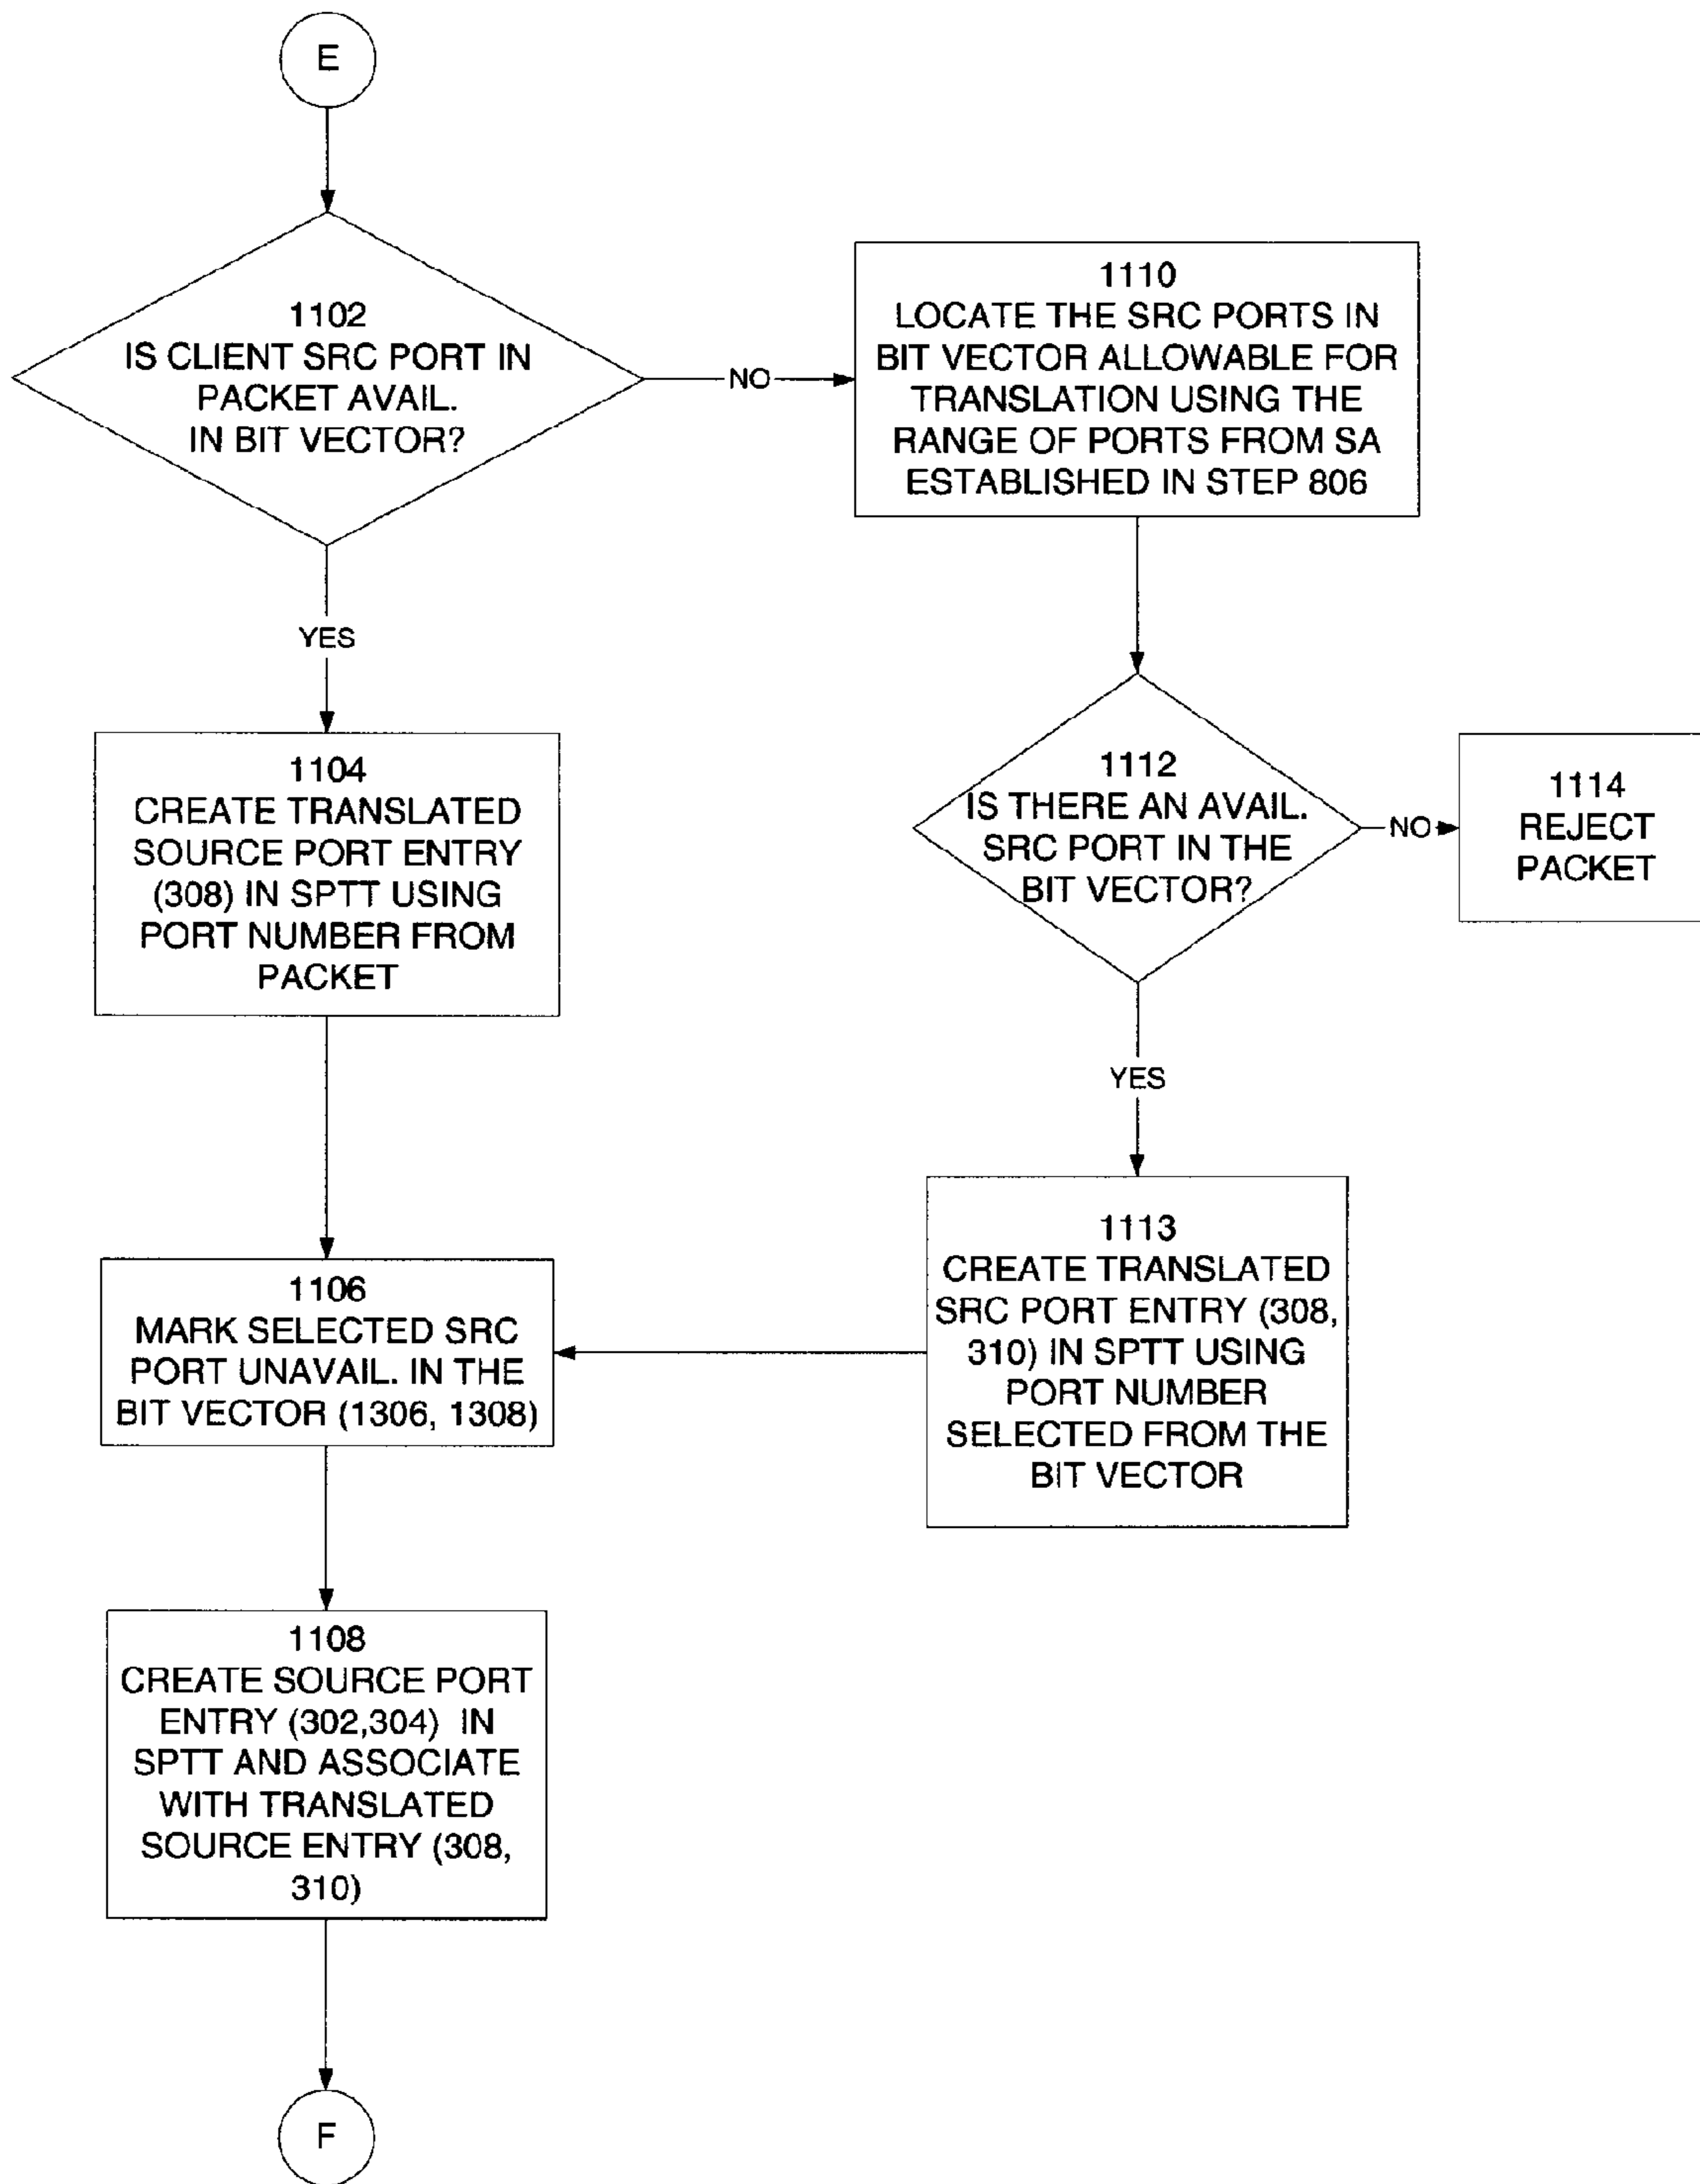 E
1102
IS CLIENT SRC PORT IN
PACKET AVAIL.
IN BIT VECTOR?
NO
1110
LOCATE THE SRC PORTS IN
BIT VECTOR ALLOWABLE FOR
TRANSLATION USING THE
RANGE OF PORTS FROM SA
ESTABLISHED IN STEP 806
YES
1104
CREATE TRANSLATED
SOURCE PORT ENTRY
(308) IN SPTT USING
PORT NUMBER FROM
PACKET
1112
IS THERE AN AVAIL.
SRC PORT IN THE
BIT VECTOR?
NO
1114
REJECT
PACKET
YES
1113
CREATE TRANSLATED
SRC PORT ENTRY (308,
310) IN SPTT USING
PORT NUMBER
SELECTED FROM THE
BIT VECTOR
1106
MARK SELECTED SRC
PORT UNAVAIL. IN THE
BIT VECTOR (1306, 1308)
1108
CREATE SOURCE PORT
ENTRY (302,304) IN
SPTT AND ASSOCIATE
WITH TRANSLATED
SOURCE ENTRY (308,
310)
F